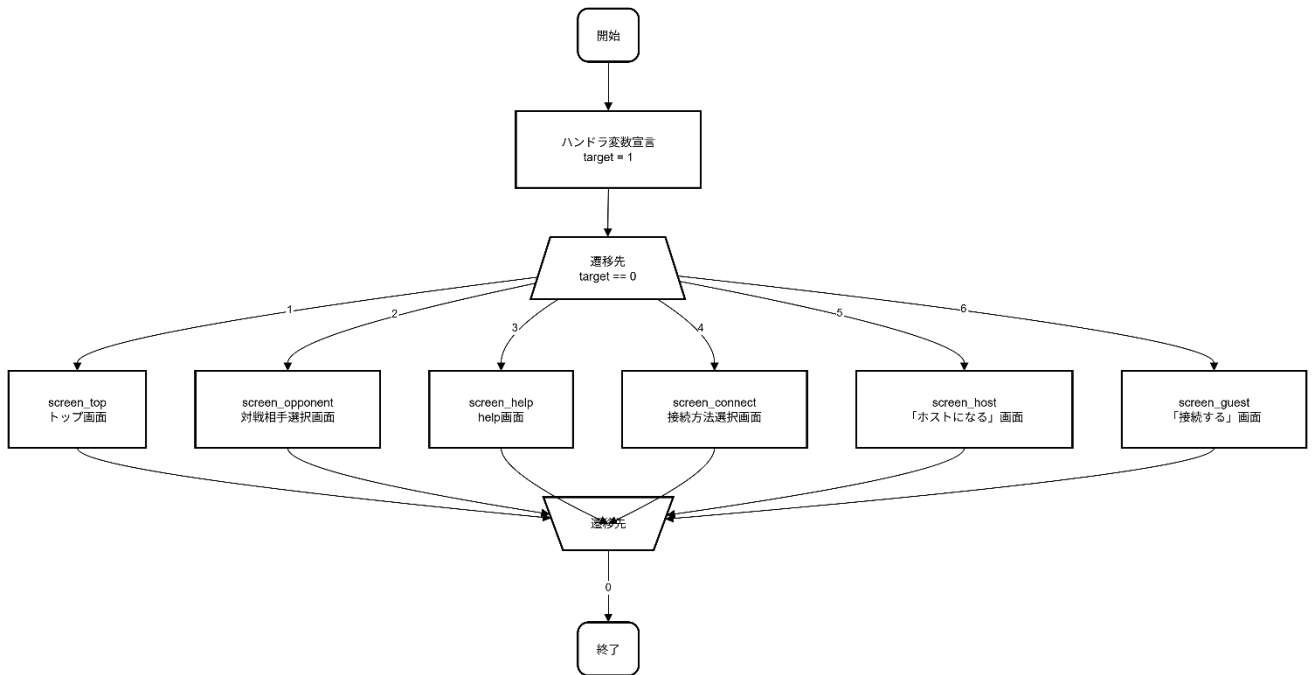 開始
ハンドラ変数宣言
target = 1
遷移先
target == 0
1
2
3
4
5
6
screen_top
トップ画面
screen_opponent
対戦相手選択画面
screen_help
help画面
screen_connect
接続方法選択画面
screen_host
「ホストになる」画面
screen_guest
「接続する」画面
遷移先
0
終了